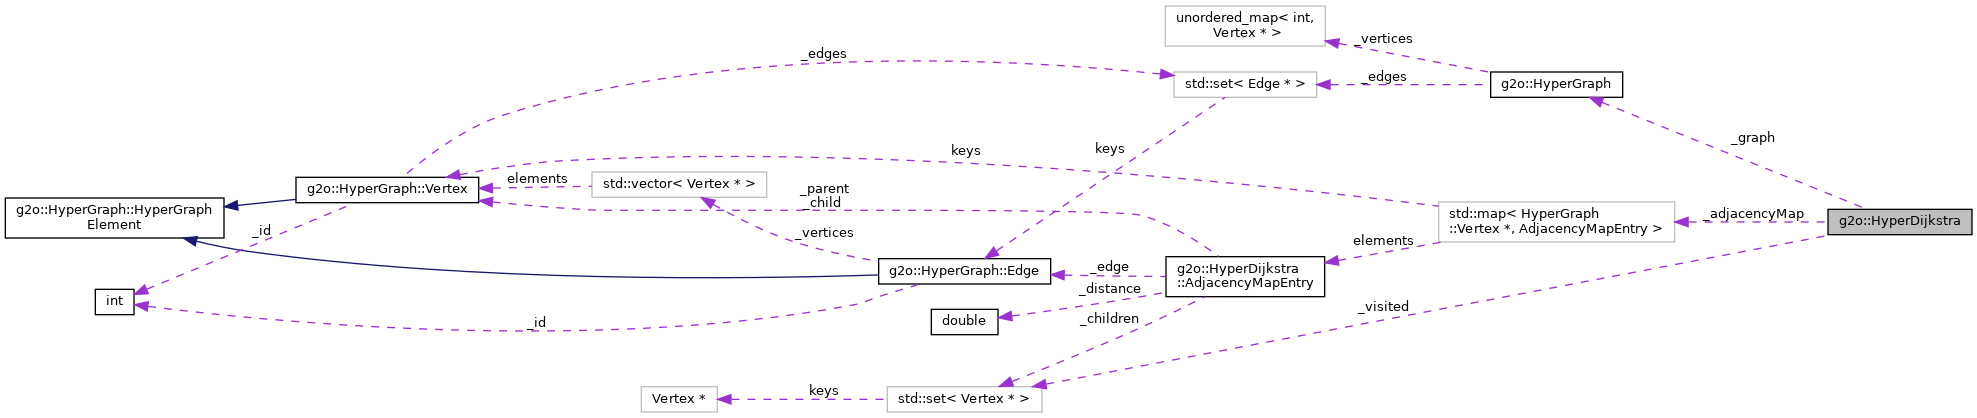 unordered_map< int,
Vertex * >
_vertices
_edges
_edges
std::set< Edge * >
g2o::HyperGraph
_graph
keys
keys
elements
std::vector< Vertex * >
g2o::HyperGraph::Vertex
_parent
_child
g2o::HyperGraph::HyperGraph
Element
std::map< HyperGraph
::Vertex *, AdjacencyMapEntry >
_adjacencyMap
g2o::HyperDijkstra
_id
_vertices
elements
g2o::HyperGraph::Edge
_edge
g2o::HyperDijkstra
::AdjacencyMapEntry
_distance
int
_visited
double
_children
_id
keys
Vertex *
std::set< Vertex * >